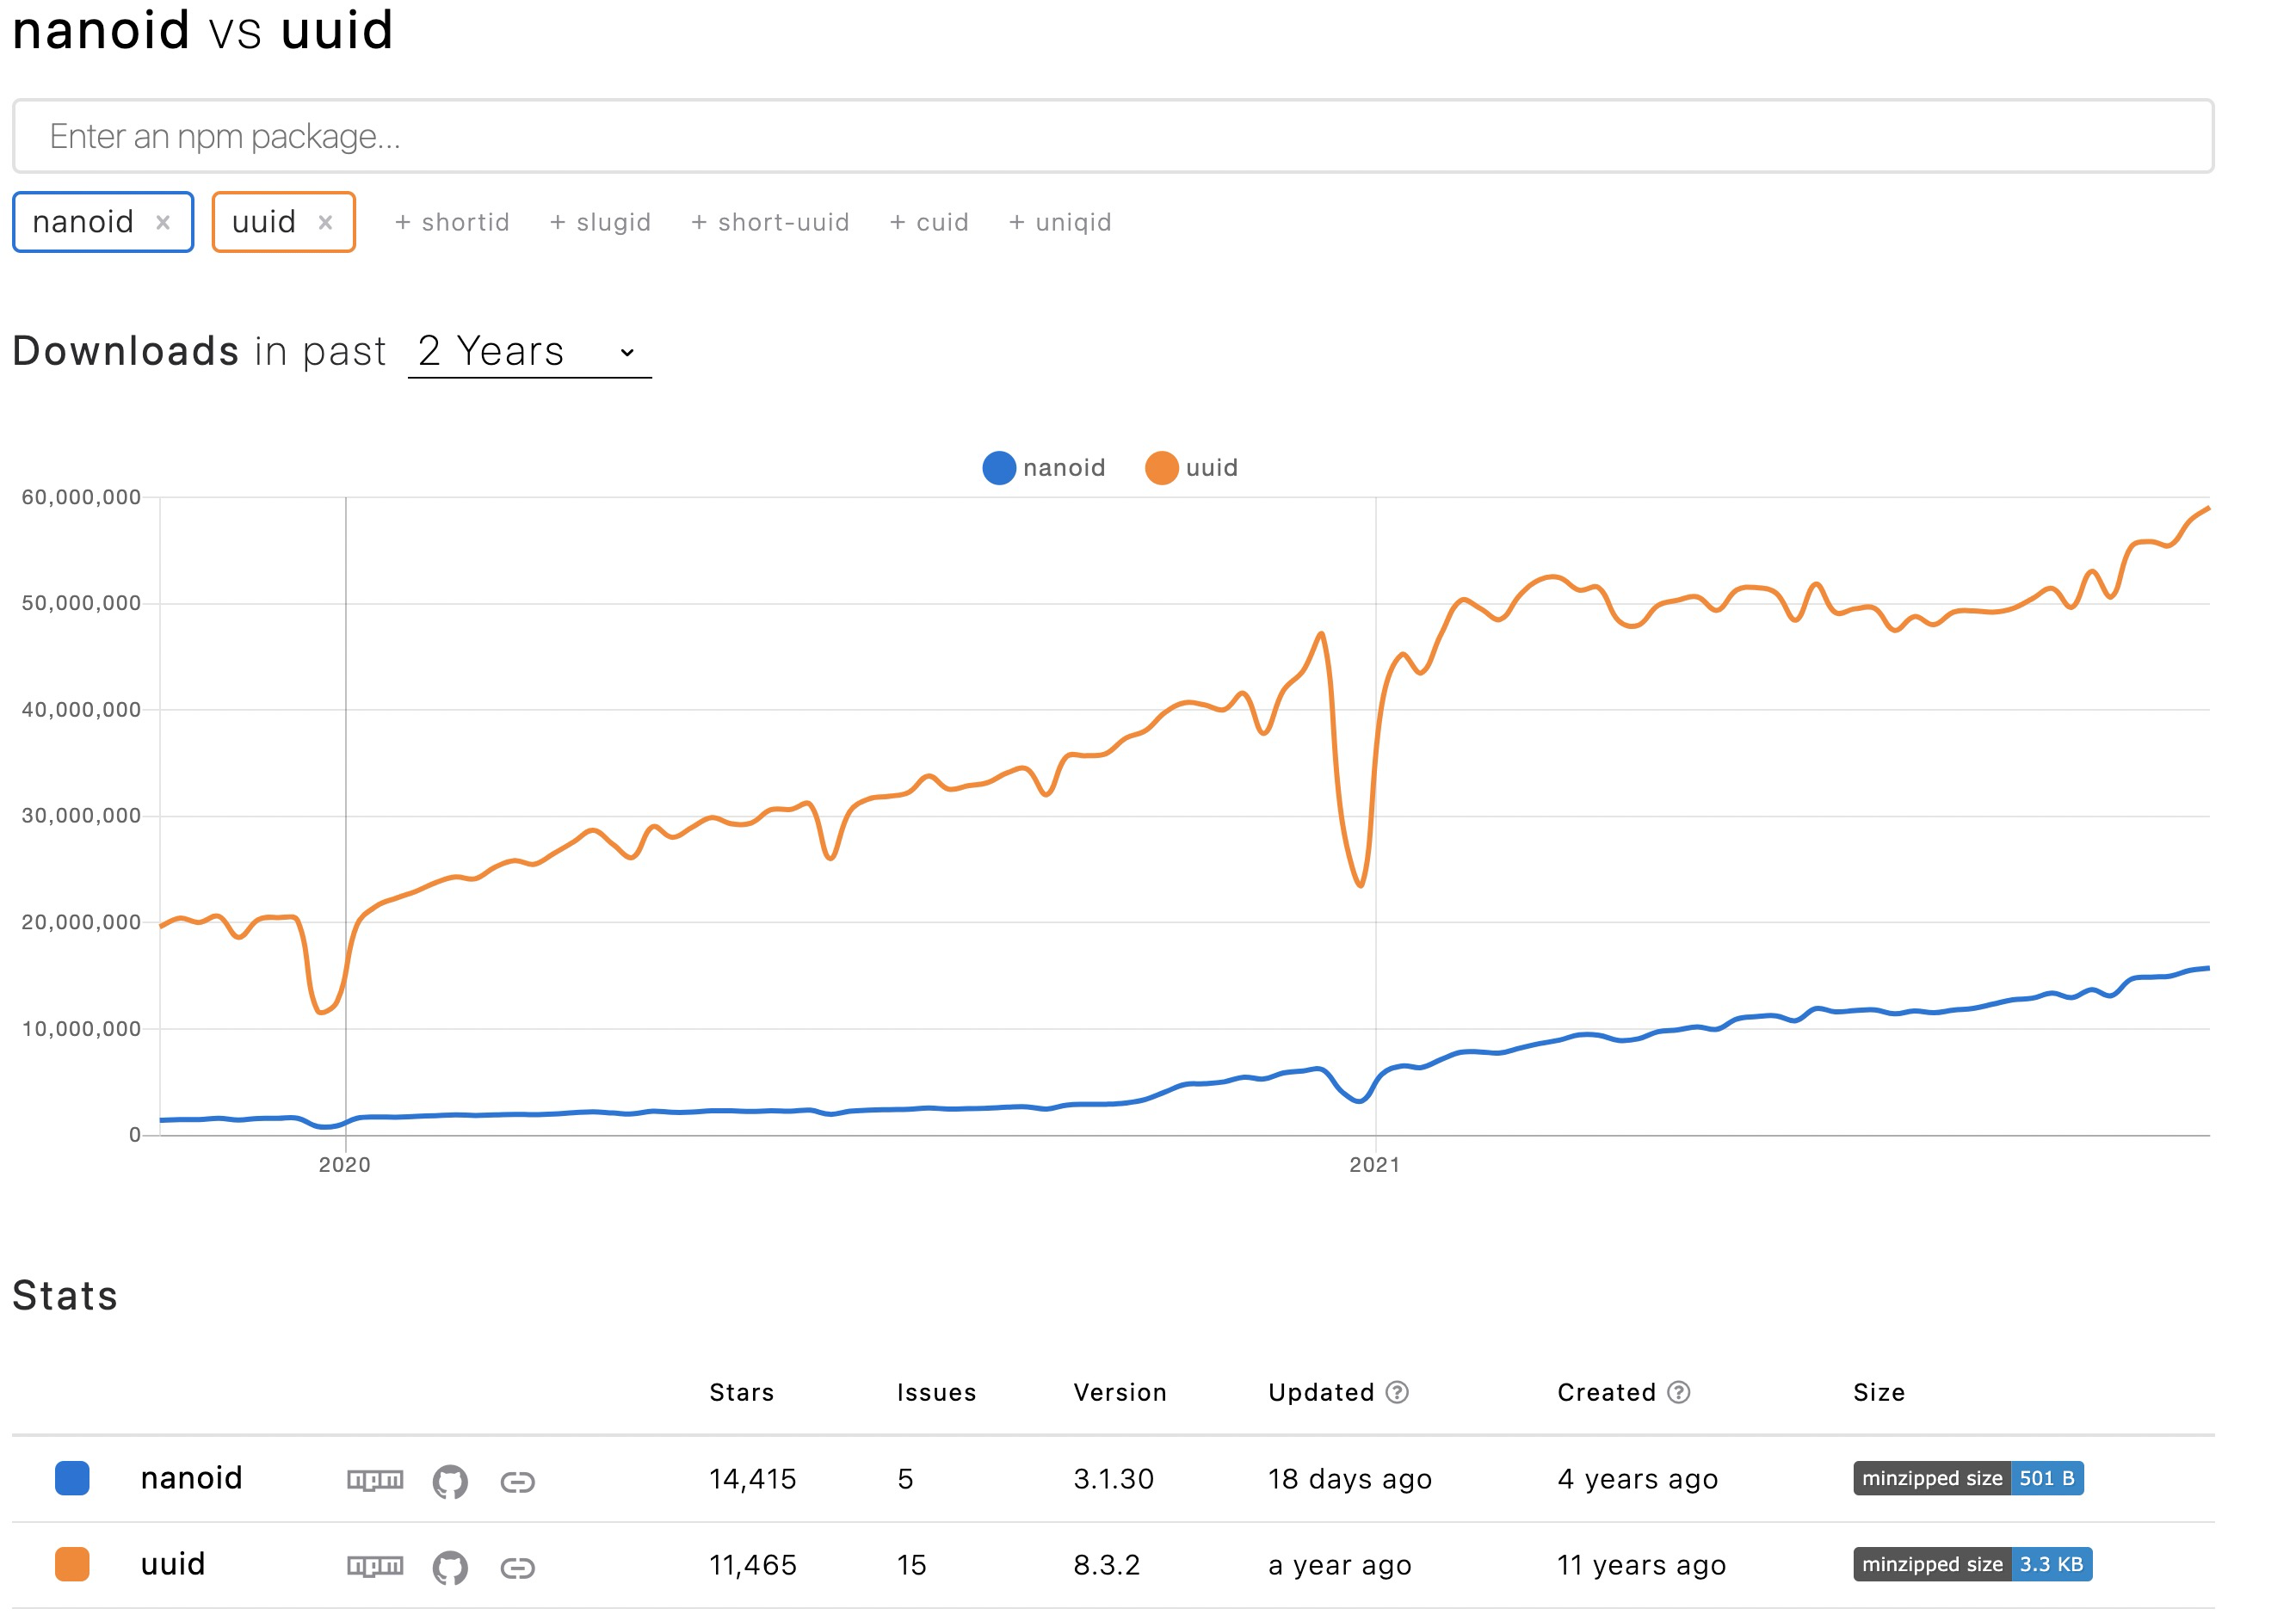 nanoid vs uuid
Enter an npm package...
nanoid × uuid × + shortid + slugid + short-uuid + cuid + uniqid
Downloads in past 2 Years
nanoid uuid
60,000,000
50,000,000
40,000,000
30,000,000
20,000,000
10,000,000
0
2020 2021
Stats
Stars Issues Version Updated ? Created ? Size
nanoid npm 14,415 5 3.1.30 18 days ago 4 years ago minzipped size 501 B
uuid npm 11,465 15 8.3.2 a year ago 11 years ago minzipped size 3.3 KB